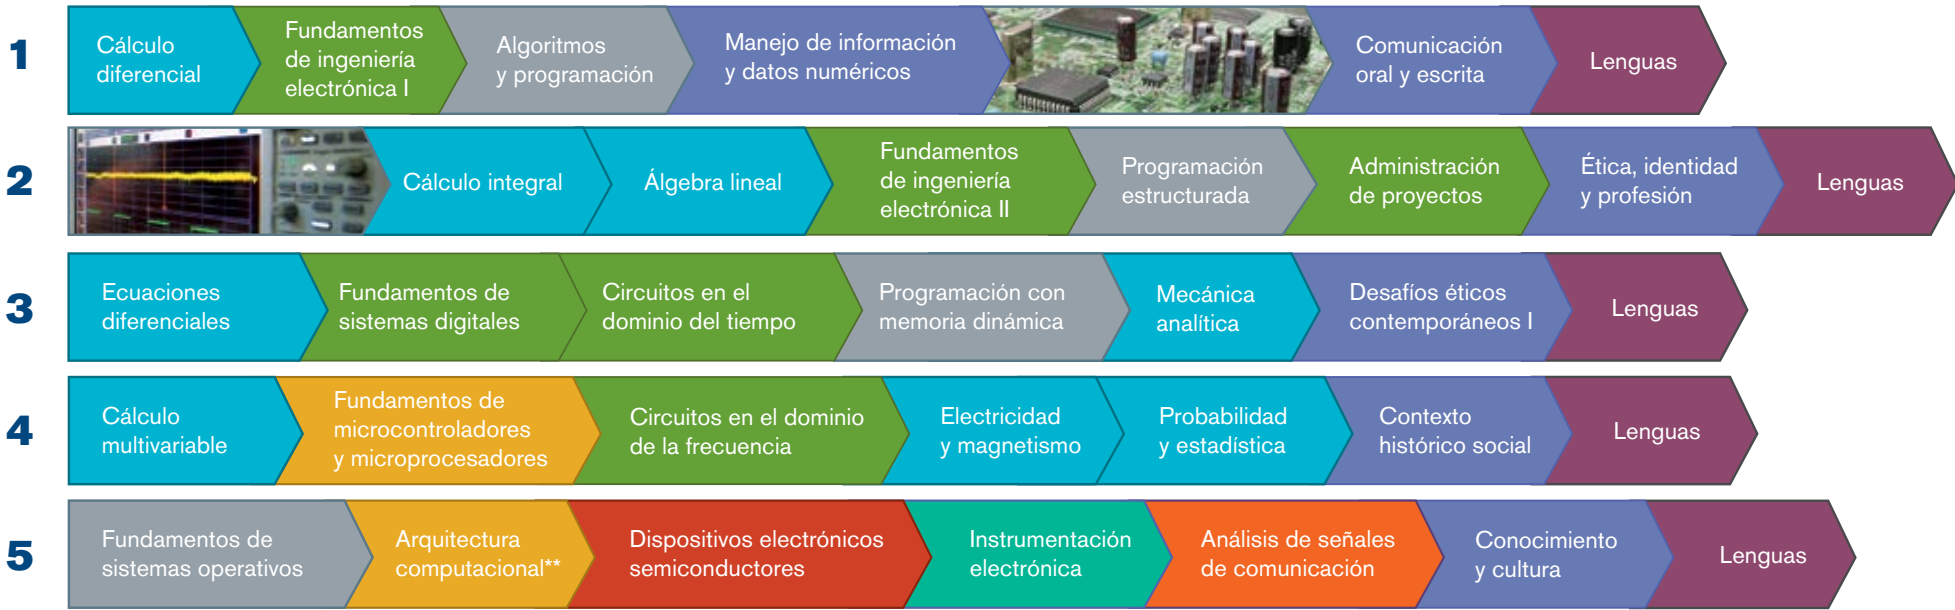 1
Cálculo
diferencial
Fundamentos
de ingeniería
electrónica I
Algoritmos
y programación
Manejo de información
y datos numéricos
Comunicación
oral y escrita
Lenguas
2
Cálculo integral
Álgebra lineal
Fundamentos
de ingeniería
electrónica II
Programación
estructurada
Administración
de proyectos
Ética, identidad
y profesión
Lenguas
3
Ecuaciones
diferenciales
Fundamentos de
sistemas digitales
Circuitos en el
dominio del tiempo
Programación con
memoria dinámica
Mecánica
analítica
Desafíos éticos
contemporáneos I
Lenguas
4
Cálculo
multivariable
Fundamentos de
microcontroladores
y microprocesadores
Circuitos en el dominio
de la frecuencia
Electricidad
y magnetismo
Probabilidad
y estadística
Contexto
histórico social
Lenguas
5
Fundamentos de
sistemas operativos
Arquitectura
computacional**
Dispositivos electrónicos
semiconductores
Instrumentación
electrónica
Análisis de señales
de comunicación
Conocimiento
y cultura
Lenguas